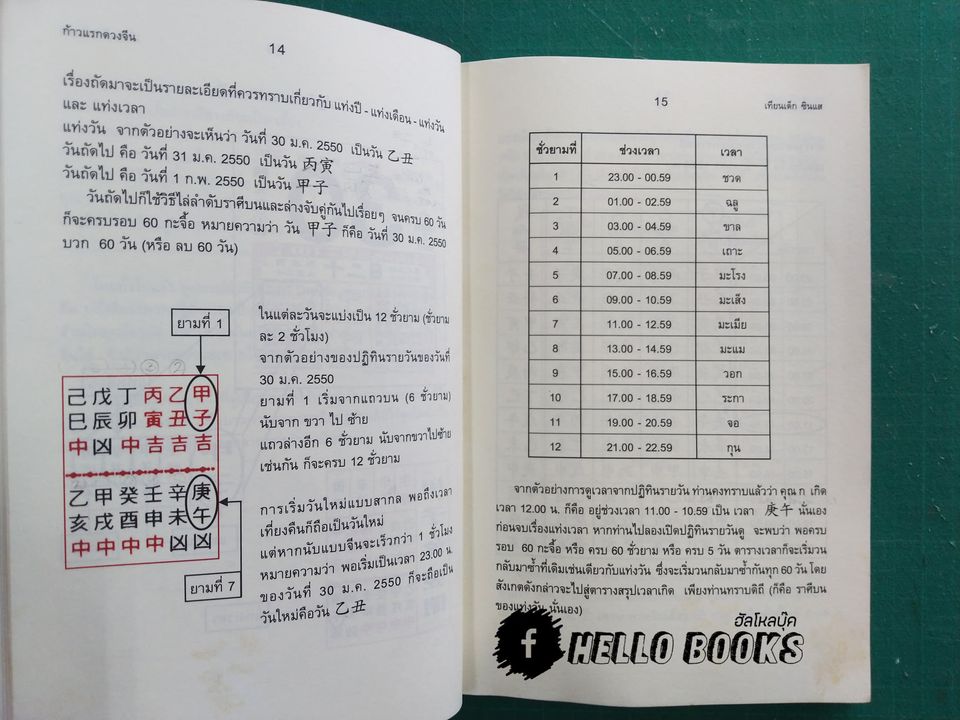 ก้าวแรกดวงจีน
14
เรื่องถัดมาจะเป็นรายละเอียดที่ควรทราบเกี่ยวกับ แท่งปี - แท่งเดือน - แท่งวัน
และ แท่งเวลา
แท่งวัน จากตัวอย่างจะเห็นว่า วันที่ 30 ม.ค. 2550 เป็นวัน 乙丑
วันถัดไป คือ วันที่ 31 ม.ค. 2550 เป็นวัน 丙寅
วันถัดไป คือ วันที่ 1 ก.พ. 2550 เป็นวัน 甲子
วันถัดไปก็ใช้วิธีไล่ลำดับราศีบนและล่างจับคู่กันไปเรื่อยๆ จนครบ 60 วัน
ก็จะครบรอบ 60 กะจื้อ หมายความว่า วัน 甲子 ก็คือ วันที่ 30 ม.ค. 2550
บวก 60 วัน (หรือ ลบ 60 วัน)
ยามที่ 1
己 戊 丁 丙 乙 甲
巳 辰 卯 寅 丑 子
中 凶 中 吉 吉 吉
乙 甲 癸 壬 辛 庚
亥 戌 酉 申 未 午
中 中 中 中 凶 凶
ยามที่ 7
ในแต่ละวันจะแบ่งเป็น 12 ชั่วยาม (ชั่วยาม
ละ 2 ชั่วโมง)
จากตัวอย่างของปฏิทินรายวันของวันที่
30 ม.ค. 2550
ยามที่ 1 เริ่มจากแถวบน (6 ชั่วยาม)
นับจาก ขวา ไป ซ้าย
แถวล่างอีก 6 ชั่วยาม นับจากขวาไปซ้าย
เช่นกัน ก็จะครบ 12 ชั่วยาม
การเริ่มวันใหม่แบบสากล พอถึงเวลา
เที่ยงคืนก็ถือเป็นวันใหม่
แต่หากนับแบบจีนจะเร็วกว่า 1 ชั่วโมง
หมายความว่า พอเริ่มเป็นเวลา 23.00 น.
ของวันที่ 30 ม.ค. 2550 ก็จะถือเป็น
วันใหม่คือวัน 乙丑
15
เทียนเต็ก ซินแส
ชั่วยามที่ ช่วงเวลา เวลา
1 23.00 - 00.59 ชวด
2 01.00 - 02.59 ฉลู
3 03.00 - 04.59 ขาล
4 05.00 - 06.59 เถาะ
5 07.00 - 08.59 มะโรง
6 09.00 - 10.59 มะเส็ง
7 11.00 - 12.59 มะเมีย
8 13.00 - 14.59 มะแม
9 15.00 - 16.59 วอก
10 17.00 - 18.59 ระกา
11 19.00 - 20.59 จอ
12 21.00 - 22.59 กุน
จากตัวอย่างการดูเวลาจากปฏิทินรายวัน ท่านคงทราบแล้วว่า คุณ ก เกิด
เวลา 12.00 น. ก็คือ อยู่ช่วงเวลา 11.00 - 10.59 เป็น เวลา 庚午 นั่นเอง
ก่อนจบเรื่องแท่งเวลา หากท่านไปลองเปิดปฏิทินรายวันดู จะพบว่า พอครบ
รอบ 60 กะจื้อ หรือ ครบ 60 ชั่วยาม หรือ ครบ 5 วัน ตารางเวลาก็จะเริ่มวน
กลับมาซ้ำที่เดิมเช่นเดียวกับแท่งวัน ซึ่งจะเริ่มวนกลับมาซ้ำกันทุก 60 วัน โดย
สังเกตดังกล่าวจะไปสู่ตารางสรุปเวลาเกิด เพียงท่านทราบดิถี (ก็คือ ราศีบน
ของแท่งวัน นั่นเอง)
ฮัลโหลบุ๊ค
f HELLO BOOKS